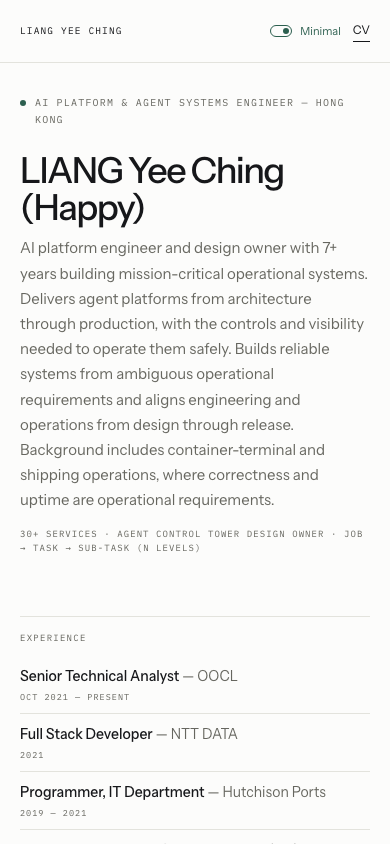 LIANG YEE CHING
Minimal
CV
AI PLATFORM & AGENT SYSTEMS ENGINEER — HONG
KONG
LIANG Yee Ching
(Happy)
AI platform engineer and design owner with 7+
years building mission-critical operational systems.
Delivers agent platforms from architecture
through production, with the controls and visibility
needed to operate them safely. Builds reliable
systems from ambiguous operational
requirements and aligns engineering and
operations from design through release.
Background includes container-terminal and
shipping operations, where correctness and
uptime are operational requirements.
30+ SERVICES · AGENT CONTROL TOWER DESIGN OWNER · JOB
→ TASK → SUB-TASK (N LEVELS)
EXPERIENCE
Senior Technical Analyst — OOCL
OCT 2021 — PRESENT
Full Stack Developer — NTT DATA
2021
Programmer, IT Department — Hutchison Ports
2019 — 2021